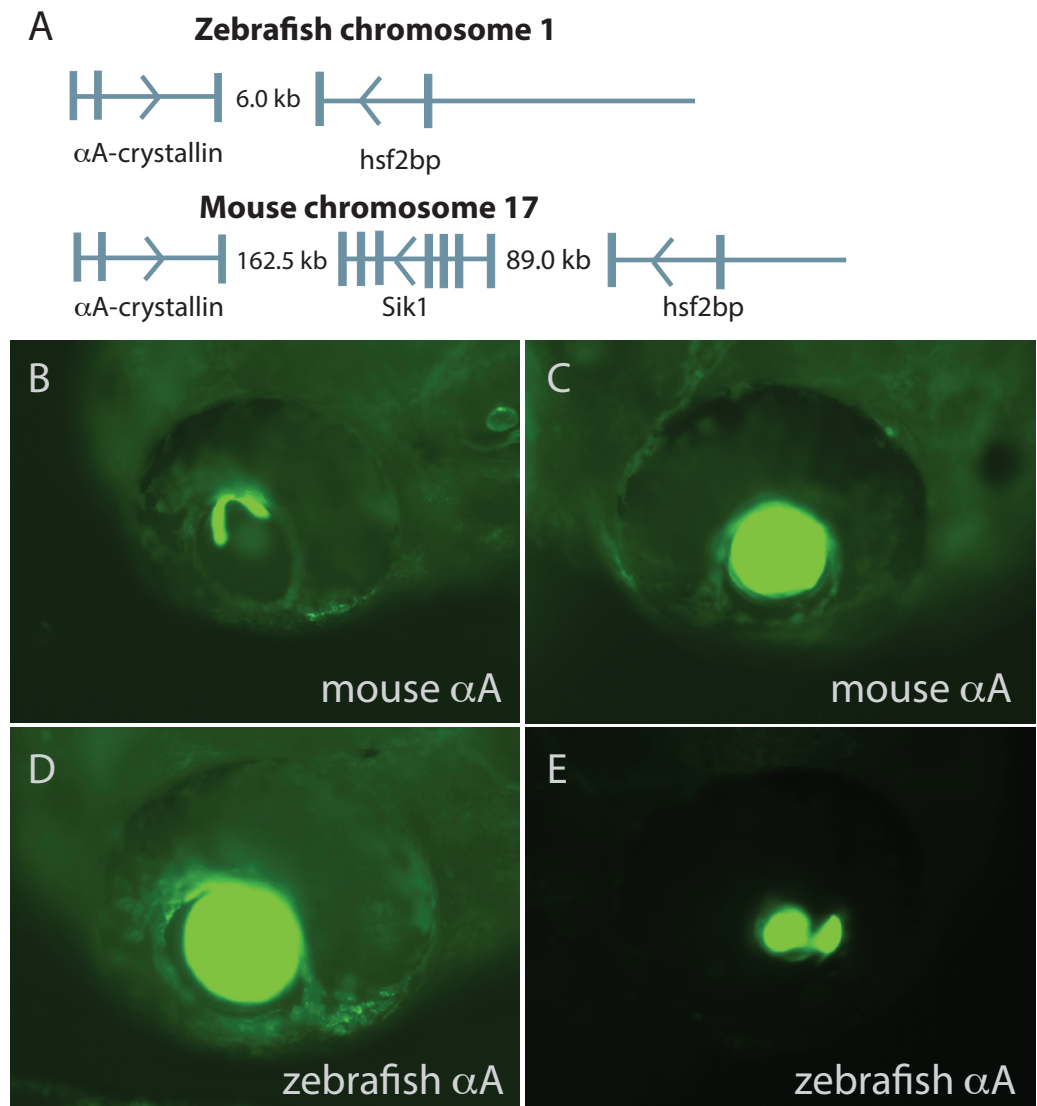 A
Zebrafish chromosome 1
6.0 kb
αA-crystallin
hsf2bp
Mouse chromosome 17
162.5 kb
89.0 kb
αA-crystallin
Sik1
hsf2bp
B
mouse αA
C
mouse αA
D
zebrafish αA
E
zebrafish αA